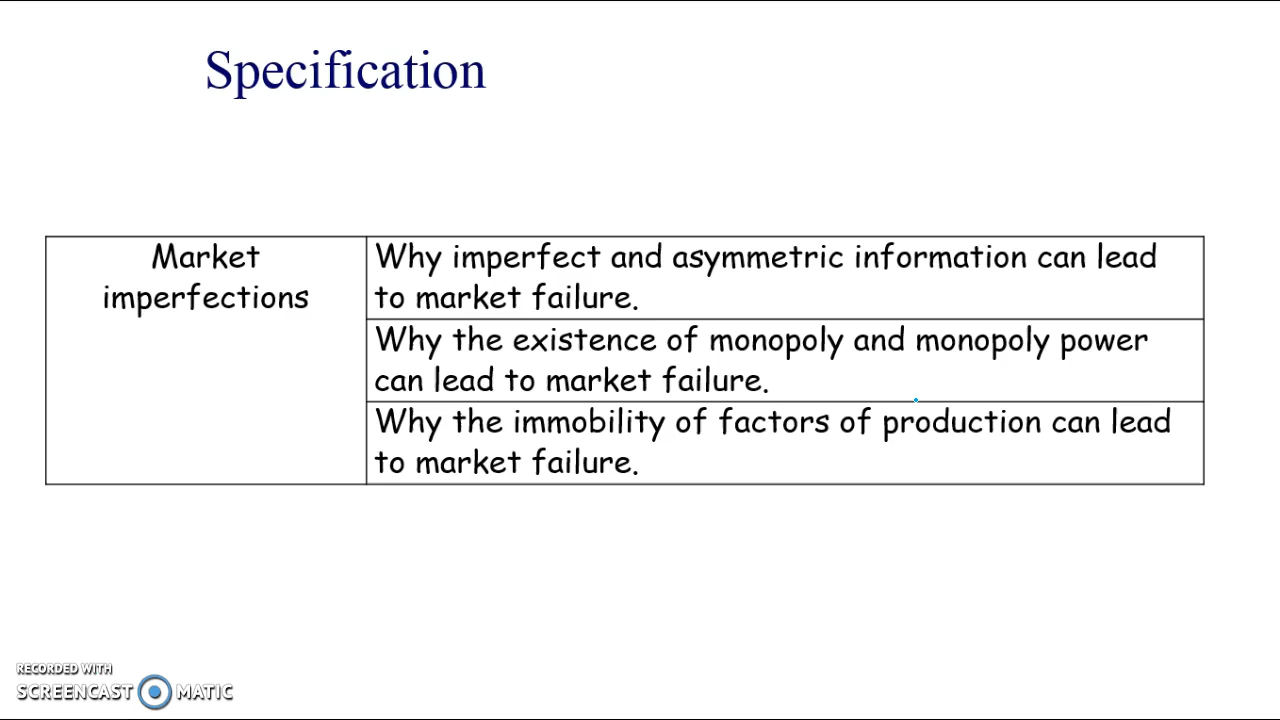 Specification
Market
imperfections
Why imperfect and asymmetric information can lead
to market failure.
Why the existence of monopoly and monopoly power
can lead to market failure.
Why the immobility of factors of production can lead
to market failure.
RECORDED WITH
SCREENCAST MATIC